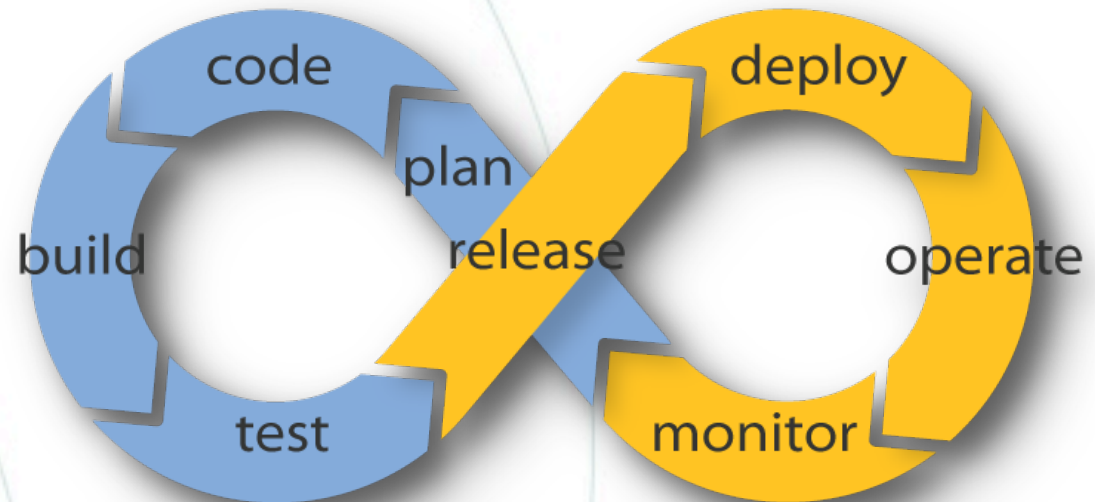 code
deploy
plan
release
build
operate
test
monitor